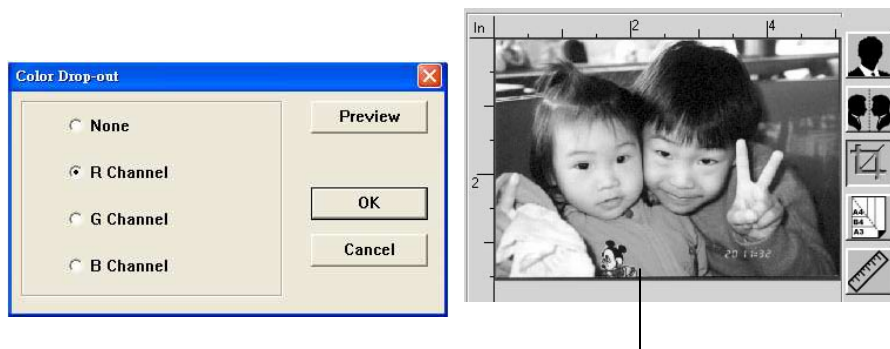 Color Drop-out
None
R Channel
G Channel
B Channel
Preview
OK
Cancel
In
2
4
2
A4
B4
A3